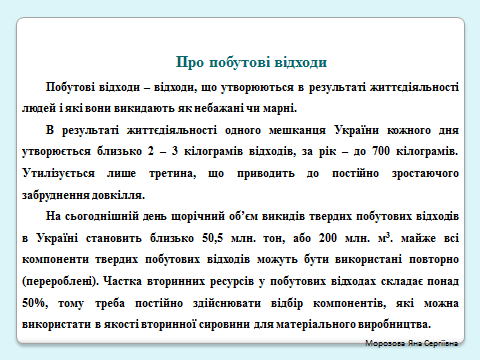 Про побутові відходи
Побутові відходи – відходи, що утворюються в результаті життєдіяльності
людей і які вони викидають як небажані чи марні.
В результаті життєдіяльності одного мешканця України кожного дня
утворюється близько 2 – 3 кілограмів відходів, за рік – до 700 кілограмів.
Утилізується лише третина, що приводить до постійно зростаючого
забруднення довкілля.
На сьогоднішній день щорічний об’єм викидів твердих побутових відходів
в Україні становить близько 50,5 млн. тон, або 200 млн. м³. майже всі
компоненти твердих побутових відходів можуть бути використані повторно
(перероблені). Частка вторинних ресурсів у побутових відходах складає понад
50%, тому треба постійно здійснювати відбір компонентів, які можна
використати в якості вторинної сировини для матеріального виробництва.
Морозова Яна Сергіївна